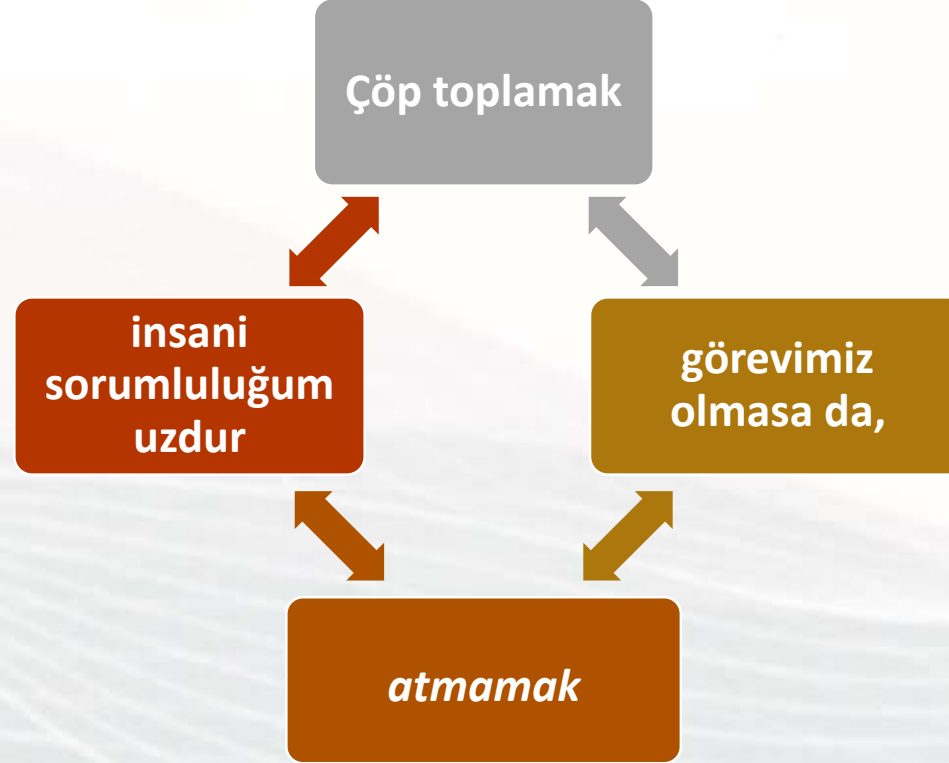 Çöp toplamak
görevimiz
olmasa da,
atmamak
insani
sorumluluğum
uzdur